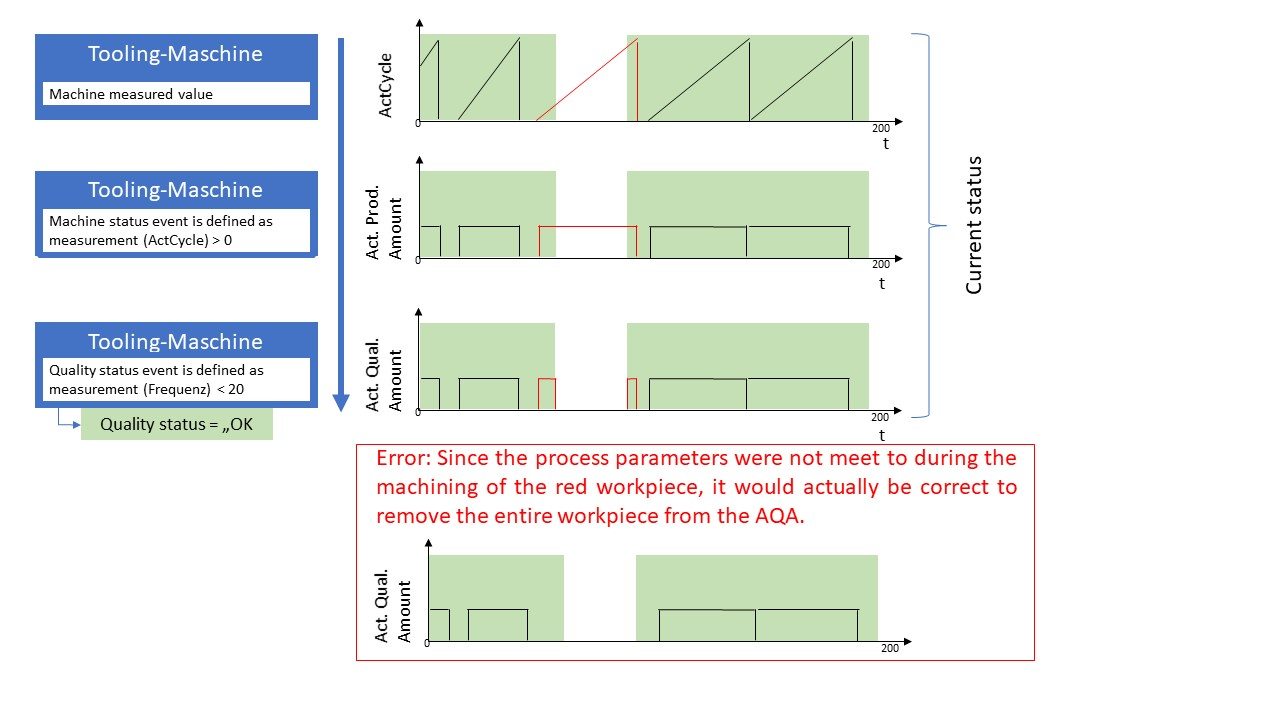 Tooling-Maschine
Machine measured value
Tooling-Maschine
Machine status event is defined as
measurement (ActCycle) > 0
Tooling-Maschine
Quality status event is defined as
measurement (Frequenz) < 20
Quality status = „OK
ActCycle
0
200
t
Act. Prod.
Amount
0
200
t
Act. Qual.
Amount
0
200
t
Current status
Error: Since the process parameters were not meet to during the
machining of the red workpiece, it would actually be correct to
remove the entire workpiece from the AQA.
Act. Qual.
Amount
0
200